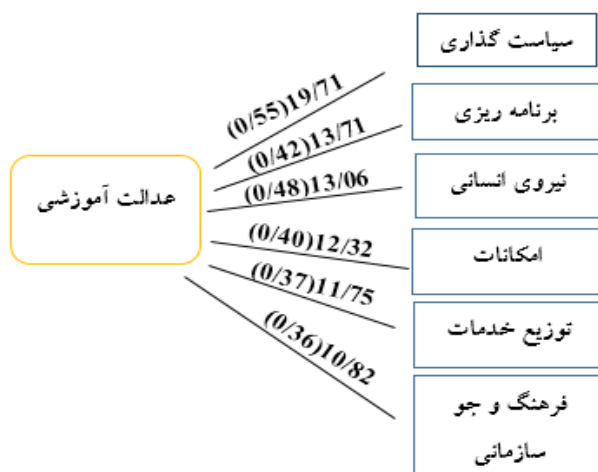 سیاست گذاری
(0/55)19/71
برنامه ریزی
(0/42)13/71
نیروی انسانی
(0/48)13/06
عدالت آموزشی
امکانات
(0/40)12/32
توزیع خدمات
(0/37)11/75
فرهنگ و جو
سازمانی
(0/36)10/82